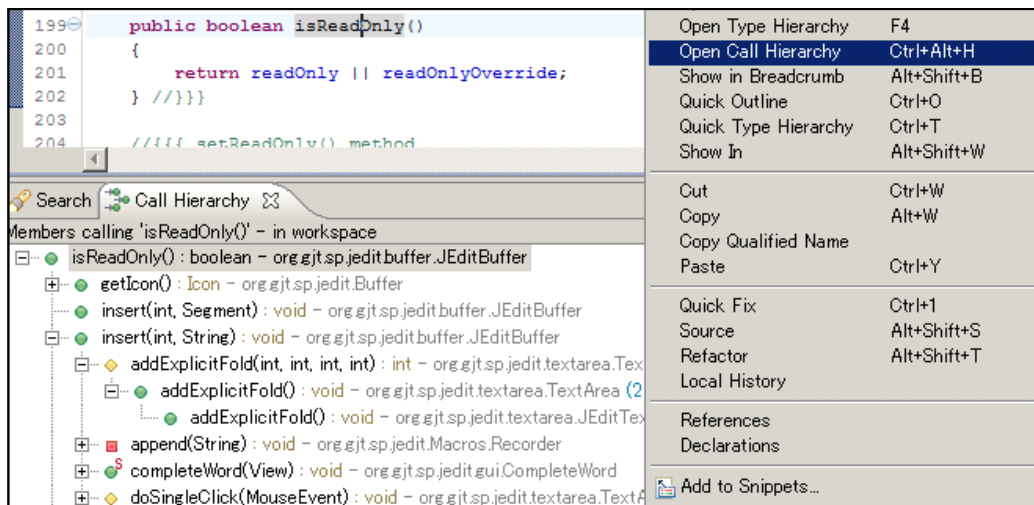 199 public boolean isReadOnly()
200 {
201 return readOnly || readOnlyOverride;
202 } //}}}
203
204 //{{{ setReadOnly() method
Search Call Hierarchy
Members calling 'isReadOnly()' - in workspace
isReadOnly() : boolean - org.gjt.sp.jedit.buffer.JEditBuffer
getIcon() : Icon - org.gjt.sp.jedit.Buffer
insert(int, Segment) : void - org.gjt.sp.jedit.buffer.JEditBuffer
insert(int, String) : void - org.gjt.sp.jedit.buffer.JEditBuffer
addExplicitFold(int, int, int, int) : int - org.gjt.sp.jedit.textarea.Tex
addExplicitFold() : void - org.gjt.sp.jedit.textarea.TextArea (2
addExplicitFold() : void - org.gjt.sp.jedit.textarea.JEditTex
append(String) : void - org.gjt.sp.jedit.Macros.Recorder
completeWord(View) : void - org.gjt.sp.jedit.gui.CompleteWord
doSingleClick(MouseEvent) : void - org.gjt.sp.jedit.textarea.TextA
Open Type Hierarchy F4
Open Call Hierarchy Ctrl+Alt+H
Show in Breadcrumb Alt+Shift+B
Quick Outline Ctrl+O
Quick Type Hierarchy Ctrl+T
Show In Alt+Shift+W
Cut Ctrl+W
Copy Alt+W
Copy Qualified Name
Paste Ctrl+Y
Quick Fix Ctrl+1
Source Alt+Shift+S
Refactor Alt+Shift+T
Local History
References
Declarations
Add to Snippets...